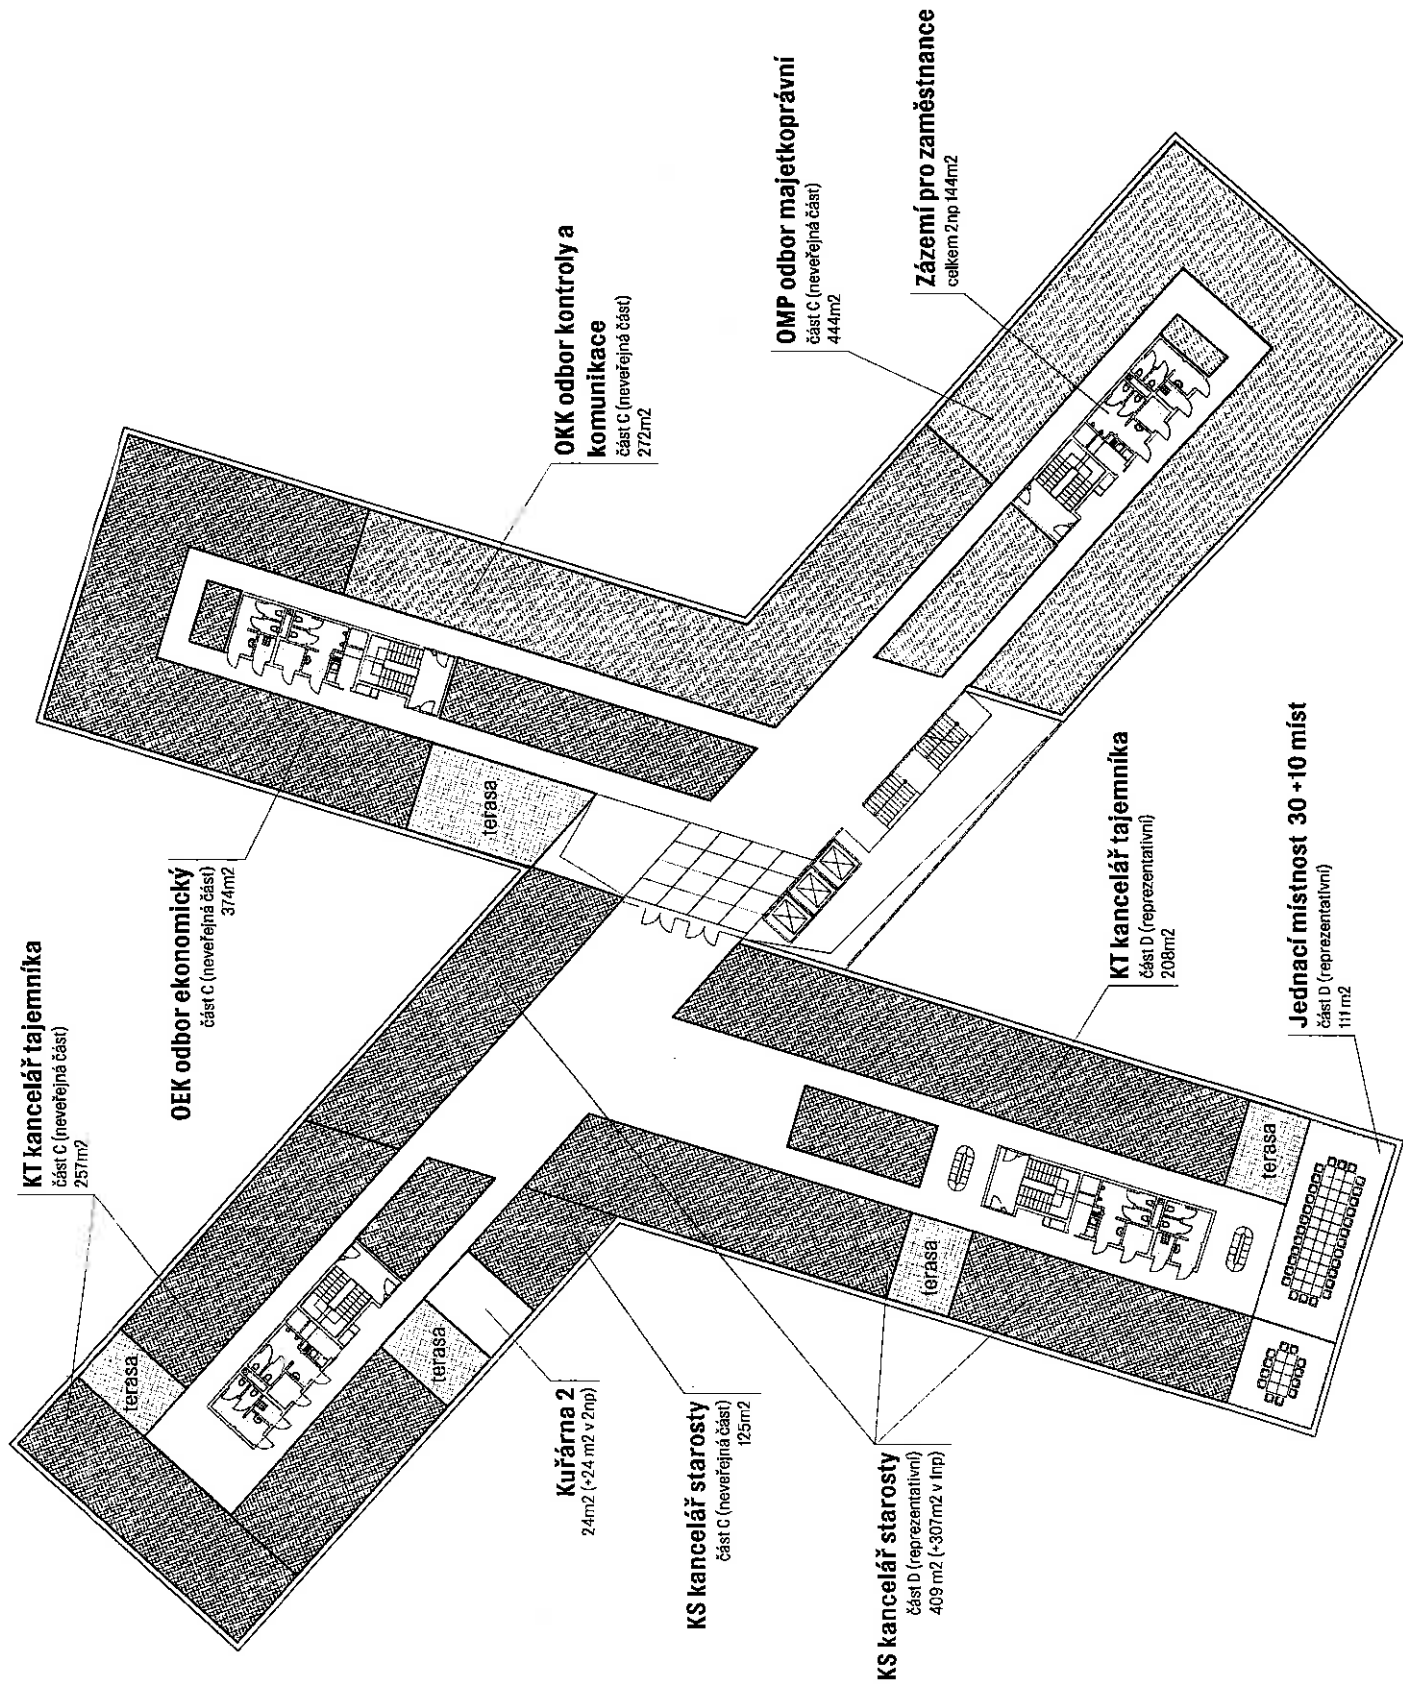 KT kancelář tajemníka
část C (neveřejná část)
257m2
OEK odbor ekonomický
část C (neveřejná část)
374m2
OKK odbor kontroly a
komunikace
část C (neveřejná část)
272m2
OMP odbor majetkoprávní
část C (neveřejná část)
444m2
Zázemí pro zaměstnance
celkem 2np 144m2
terasa
terasa
terasa
terasa
terasa
Kuřárna 2
24m2 (+24 m2 v 2np)
KS kancelář starosty
část C (neveřejná část)
125m2
KS kancelář starosty
část D (reprezentativní)
409 m2 (+307m2 v 1np)
KT kancelář tajemníka
část D (reprezentativní)
208m2
Jednací místnost 30 +10 míst
část D (reprezentativní)
111 m2